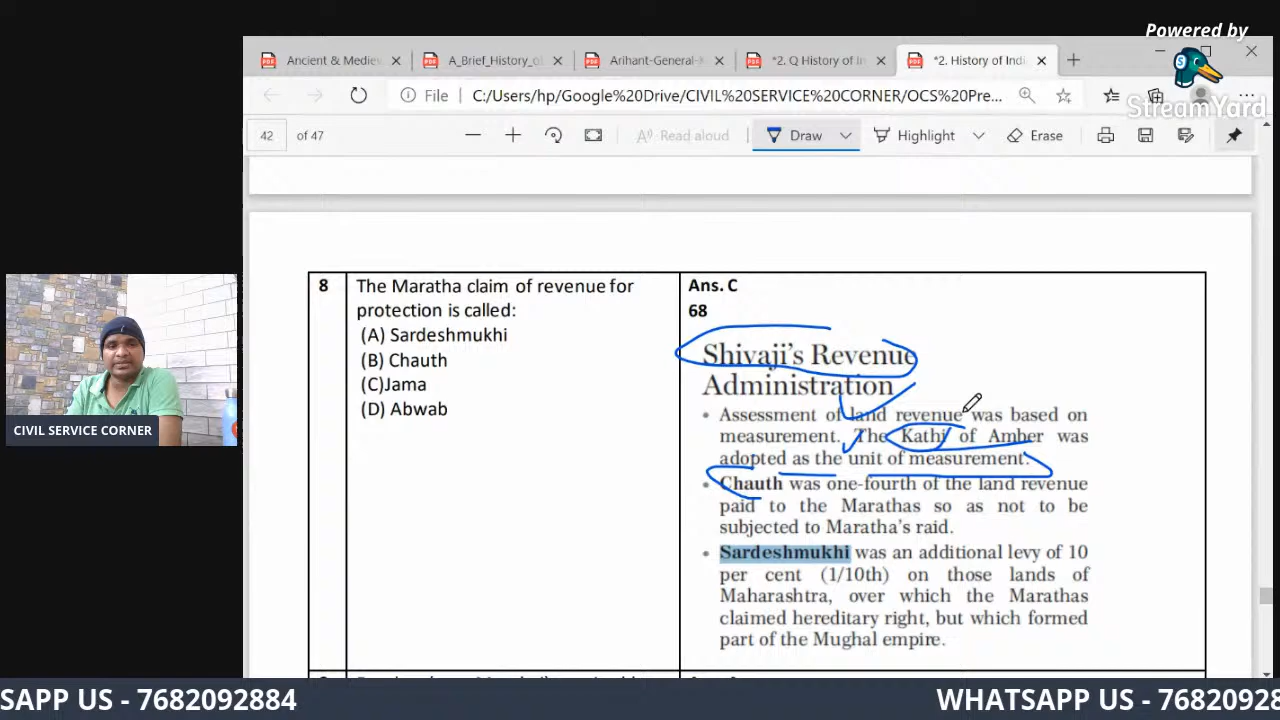 Powered by
StreamYard
Ancient & Mediev
A_Brief_History_o
Arihant-General-
*2. Q History of In
*2. History of Indi
File
C:/Users/hp/Google%20Drive/CIVIL%20SERVICE%20CORNER/OCS%20Pre...
42 of 47
Read aloud
Draw
Highlight
Erase
8
The Maratha claim of revenue for
protection is called:
(A) Sardeshmukhi
(B) Chauth
(C)Jama
(D) Abwab
Ans. C
68
Shivaji's Revenue
Administration
• Assessment of land revenue was based on
measurement. The Kathi of Amber was
adopted as the unit of measurement.
• Chauth was one-fourth of the land revenue
paid to the Marathas so as not to be
subjected to Maratha's raid.
• Sardeshmukhi was an additional levy of 10
per cent (1/10th) on those lands of
Maharashtra, over which the Marathas
claimed hereditary right, but which formed
part of the Mughal empire.
CIVIL SERVICE CORNER
SAPP US - 7682092884
WHATSAPP US - 76820928